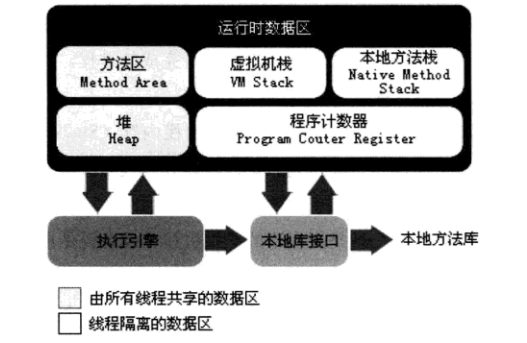 运行时数据区
方法区
Method Area
虚拟机栈
VM Stack
本地方法栈
Native Method
Stack
堆
Heap
程序计数器
Program Couter Register
执行引擎
本地库接口
本地方法库
由所有线程共享的数据区
线程隔离的数据区